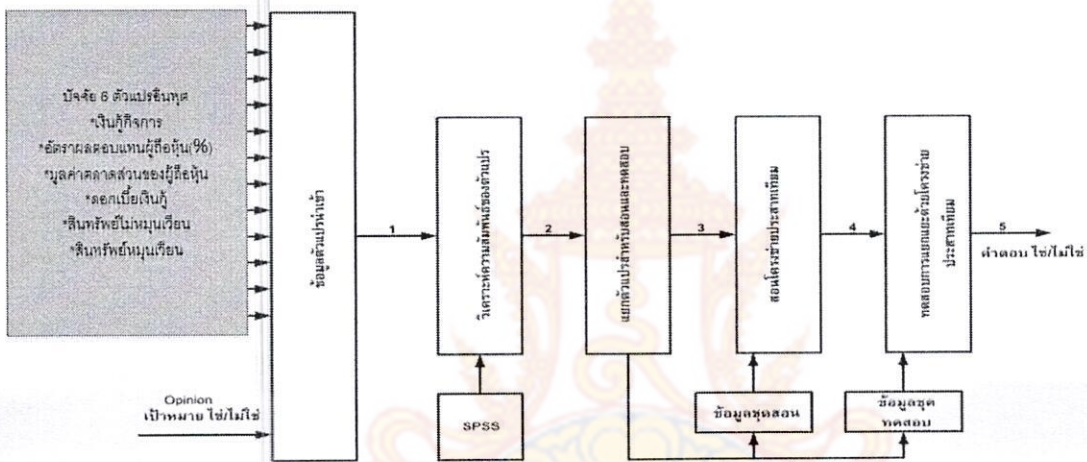 ปัจจัย 6 ตัวแปรอินพุต
*เงินกู้กิจการ
*อัตราผลตอบแทนผู้ถือหุ้น(%)
*มูลค่าตลาดส่วนของผู้ถือหุ้น
*ดอกเบี้ยเงินกู้
*สินทรัพย์ไม่หมุนเวียน
*สินทรัพย์หมุนเวียน
Opinion
เป้าหมาย ใช่/ไม่ใช่
ข้อมูลตัวแปรนำเข้า
1
วิเคราะห์ความสัมพันธ์ของตัวแปร
SPSS
2
แยกตัวแปรสำหรับสอนและทดสอบ
3
สอนโครงข่ายประสาทเทียม
ข้อมูลชุดสอน
4
ทดสอบการแยกแยะด้วยโครงข่าย
ประสาทเทียม
ข้อมูลชุด
ทดสอบ
5
คำตอบ ใช่/ไม่ใช่